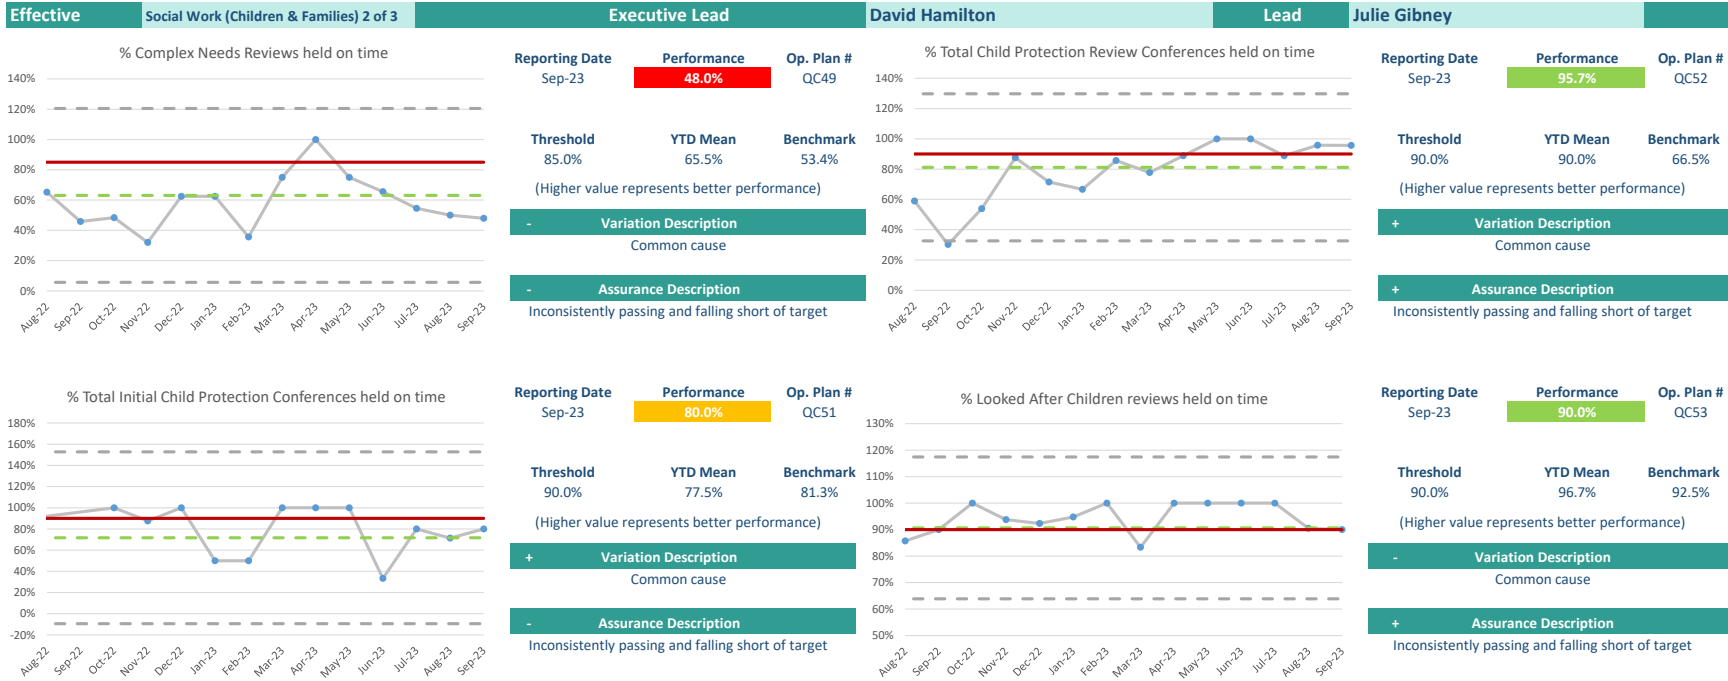 Effective Social Work (Children & Families) 2 of 3 Executive Lead David Hamilton Lead Julie Gibney
% Complex Needs Reviews held on time
140%
120%
100%
80%
60%
40%
20%
0%
Aug-22 Sep-22 Oct-22 Nov-22 Dec-22 Jan-23 Feb-23 Mar-23 Apr-23 May-23 Jun-23 Jul-23 Aug-23 Sep-23
Reporting Date Performance Op. Plan #
Sep-23 48.0% QC49
Threshold YTD Mean Benchmark
85.0% 65.5% 53.4%
(Higher value represents better performance)
- Variation Description
Common cause
- Assurance Description
Inconsistently passing and falling short of target
% Total Child Protection Review Conferences held on time
140%
120%
100%
80%
60%
40%
20%
0%
Aug-22 Sep-22 Oct-22 Nov-22 Dec-22 Jan-23 Feb-23 Mar-23 Apr-23 May-23 Jun-23 Jul-23 Aug-23 Sep-23
Reporting Date Performance Op. Plan #
Sep-23 95.7% QC52
Threshold YTD Mean Benchmark
90.0% 90.0% 66.5%
(Higher value represents better performance)
+ Variation Description
Common cause
+ Assurance Description
Inconsistently passing and falling short of target
% Total Initial Child Protection Conferences held on time
180%
160%
140%
120%
100%
80%
60%
40%
20%
0%
-20%
Aug-22 Sep-22 Oct-22 Nov-22 Dec-22 Jan-23 Feb-23 Mar-23 Apr-23 May-23 Jun-23 Jul-23 Aug-23 Sep-23
Reporting Date Performance Op. Plan #
Sep-23 80.0% QC51
Threshold YTD Mean Benchmark
90.0% 77.5% 81.3%
(Higher value represents better performance)
+ Variation Description
Common cause
- Assurance Description
Inconsistently passing and falling short of target
% Looked After Children reviews held on time
130%
120%
110%
100%
90%
80%
70%
60%
50%
Aug-22 Sep-22 Oct-22 Nov-22 Dec-22 Jan-23 Feb-23 Mar-23 Apr-23 May-23 Jun-23 Jul-23 Aug-23 Sep-23
Reporting Date Performance Op. Plan #
Sep-23 90.0% QC53
Threshold YTD Mean Benchmark
90.0% 96.7% 92.5%
(Higher value represents better performance)
- Variation Description
Common cause
+ Assurance Description
Inconsistently passing and falling short of target